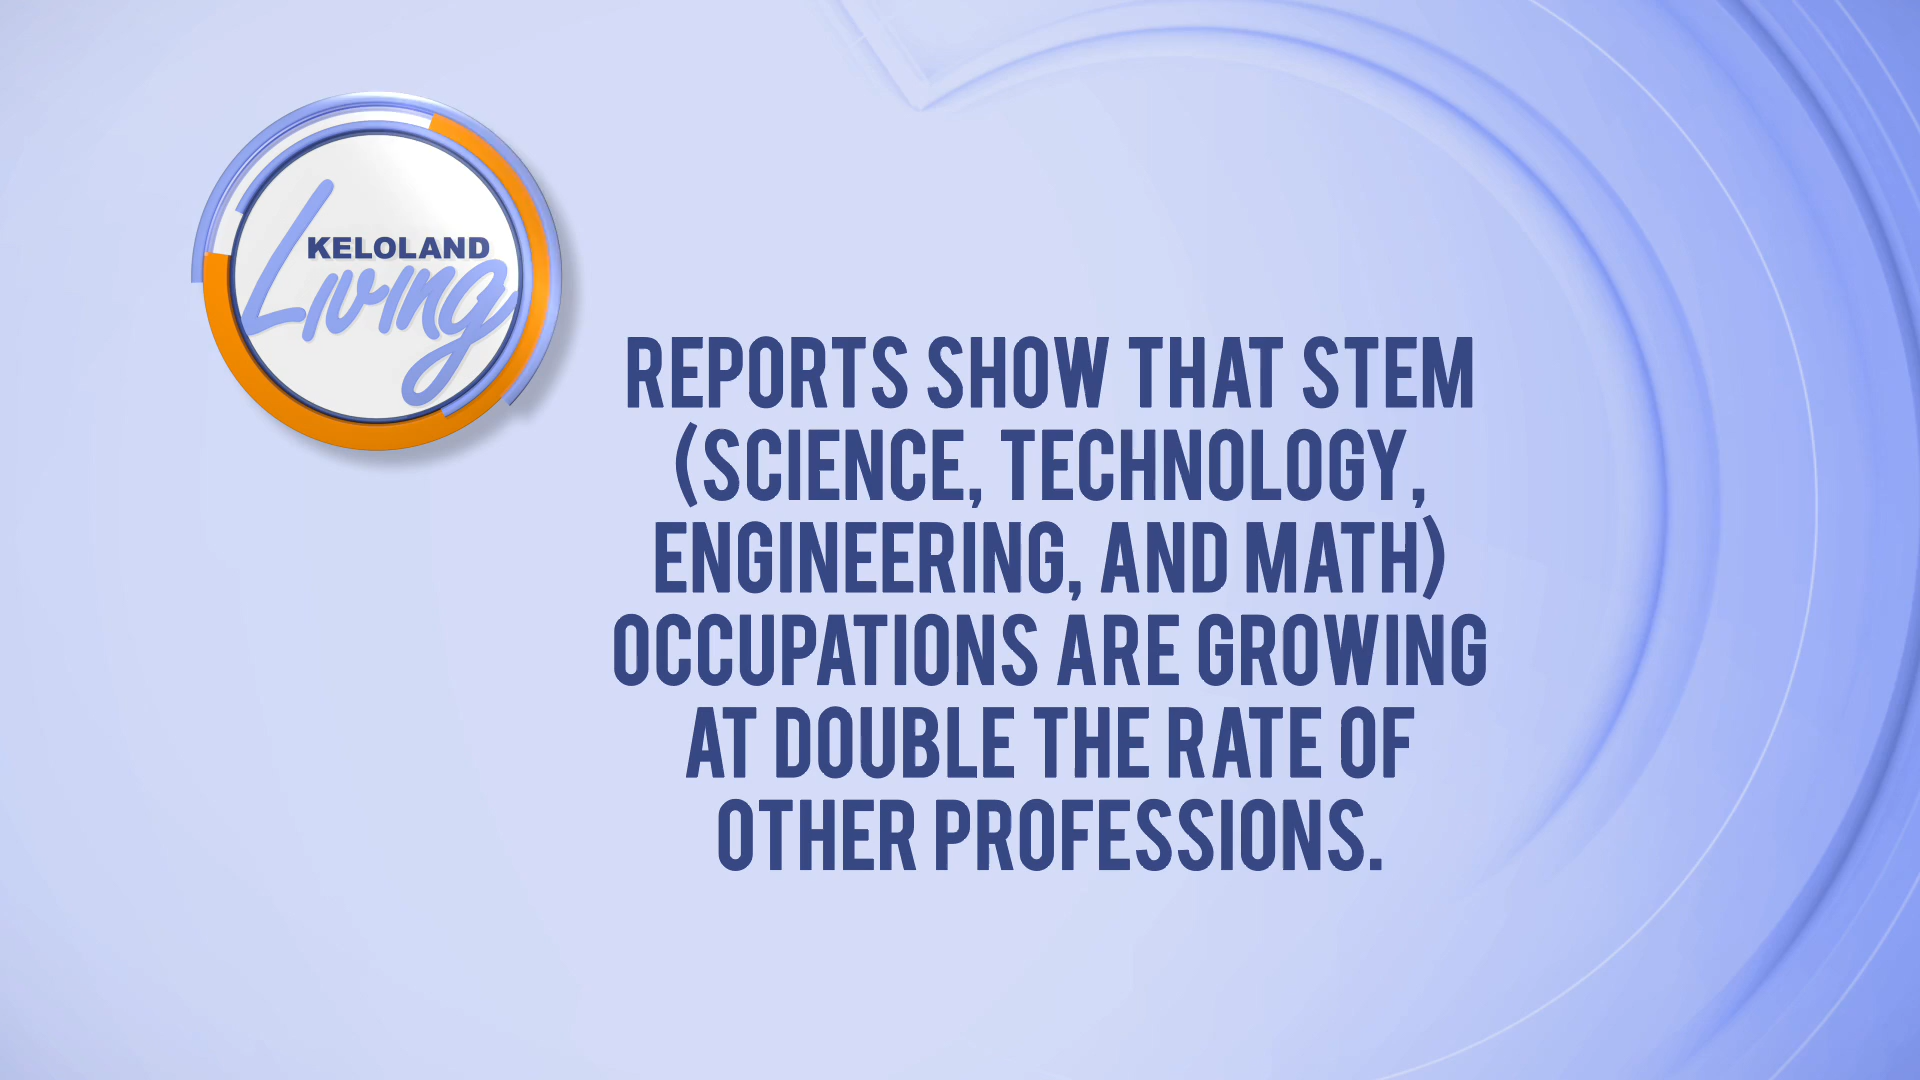 KELOLAND
Living
REPORTS SHOW THAT STEM
(SCIENCE, TECHNOLOGY,
ENGINEERING, AND MATH)
OCCUPATIONS ARE GROWING
AT DOUBLE THE RATE OF
OTHER PROFESSIONS.